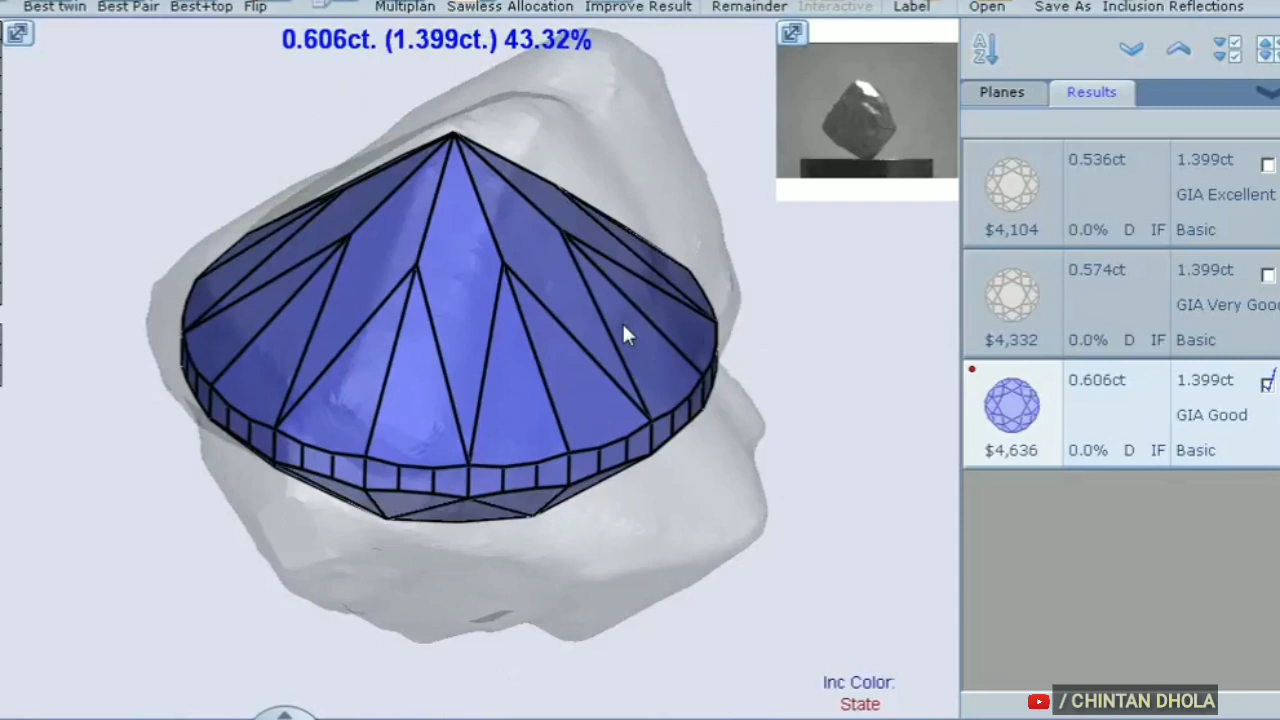 Best twin Best Pair Best+top Flip Multiplan Sawless Allocation Improve Result Remainder Interactive Label Open Save As Inclusion Reflections
0.606ct. (1.399ct.) 43.32%
A
Z
Planes Results
0.536ct 1.399ct
GIA Excellent
$4,104 0.0% D IF Basic
0.574ct 1.399ct
GIA Very Good
$4,332 0.0% D IF Basic
0.606ct 1.399ct
GIA Good
$4,636 0.0% D IF Basic
Inc Color:
State
/ CHINTAN DHOLA